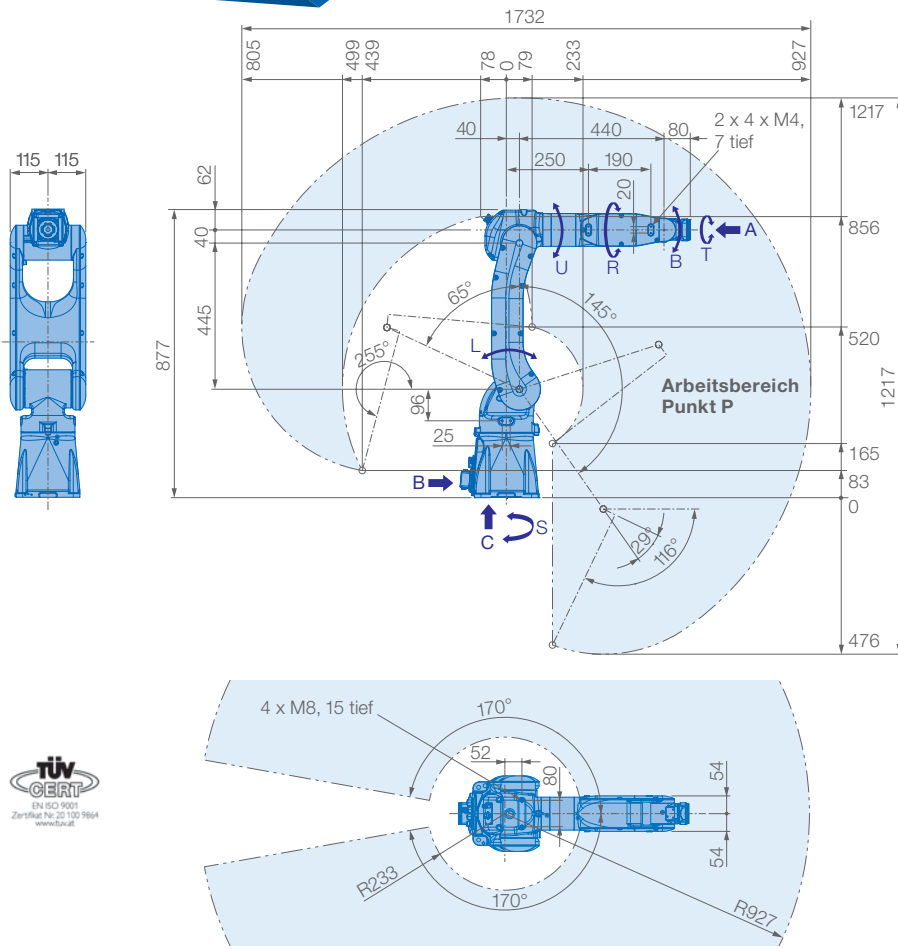 1732
805
499
439
78
0
79
233
927
1217
40
440
80
2 x 4 x M4,
7 tief
115
115
62
250
190
20
856
A
U
R
B
T
40
65°
145°
445
877
L
255°
520
1217
Arbeitsbereich
Punkt P
96
25
165
83
0
B
C
S
29°
116°
476
4 x M8, 15 tief
170°
52
80
54
54
R233
170°
R927
TÜV
CERT
EN ISO 9001
Zertifikat Nr. 20 100 9864
www.tuv.at